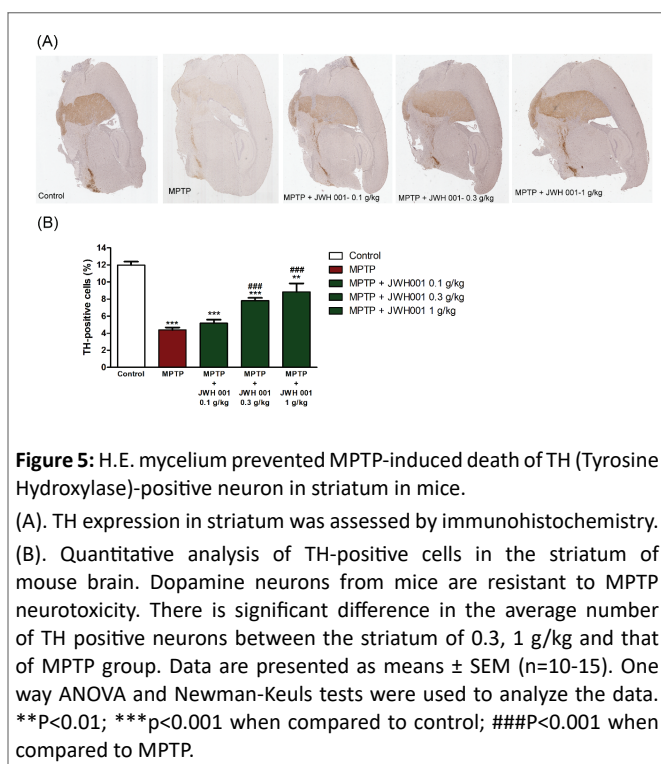 (A)
Control
MPTP
MPTP + JWH 001- 0.1 g/kg
MPTP + JWH 001- 0.3 g/kg
MPTP + JWH 001-1 g/kg
(B)
TH-positive cells (%)
14
12
10
8
6
4
2
0
***
***
###
***
###
**
Control
MPTP
MPTP
+
JWH 001
0.1 g/kg
MPTP
+
JWH 001
0.3 g/kg
MPTP
+
JWH 001
1 g/kg
Control
MPTP
MPTP + JWH001 0.1 g/kg
MPTP + JWH001 0.3 g/kg
MPTP + JWH001 1 g/kg
Figure 5: H.E. mycelium prevented MPTP-induced death of TH (Tyrosine
Hydroxylase)-positive neuron in striatum in mice.
(A). TH expression in striatum was assessed by immunohistochemistry.
(B). Quantitative analysis of TH-positive cells in the striatum of
mouse brain. Dopamine neurons from mice are resistant to MPTP
neurotoxicity. There is significant difference in the average number
of TH positive neurons between the striatum of 0.3, 1 g/kg and that
of MPTP group. Data are presented as means ± SEM (n=10-15). One
way ANOVA and Newman-Keuls tests were used to analyze the data.
**P<0.01; ***p<0.001 when compared to control; ###P<0.001 when
compared to MPTP.